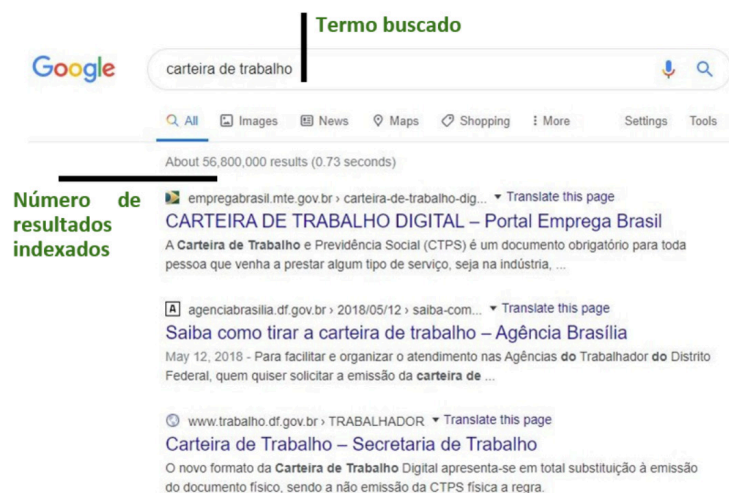 Termo buscado
Google
carteira de trabalho
All Images News Maps Shopping More Settings Tools
About 56,800,000 results (0.73 seconds)
Número de
resultados
indexados
empregabrasil.mte.gov.br › carteira-de-trabalho-dig... ▼ Translate this page
CARTEIRA DE TRABALHO DIGITAL – Portal Emprega Brasil
A Carteira de Trabalho e Previdência Social (CTPS) é um documento obrigatório para toda
pessoa que venha a prestar algum tipo de serviço, seja na indústria, ...
A agenciabrasilia.df.gov.br › 2018/05/12 › saiba-com... ▼ Translate this page
Saiba como tirar a carteira de trabalho – Agência Brasília
May 12, 2018 - Para facilitar e organizar o atendimento nas Agências do Trabalhador do Distrito
Federal, quem quiser solicitar a emissão da carteira de ...
www.trabalho.df.gov.br › TRABALHADOR ▼ Translate this page
Carteira de Trabalho – Secretaria de Trabalho
O novo formato da Carteira de Trabalho Digital apresenta-se em total substituição à emissão
do documento físico, sendo a não emissão da CTPS física a regra.